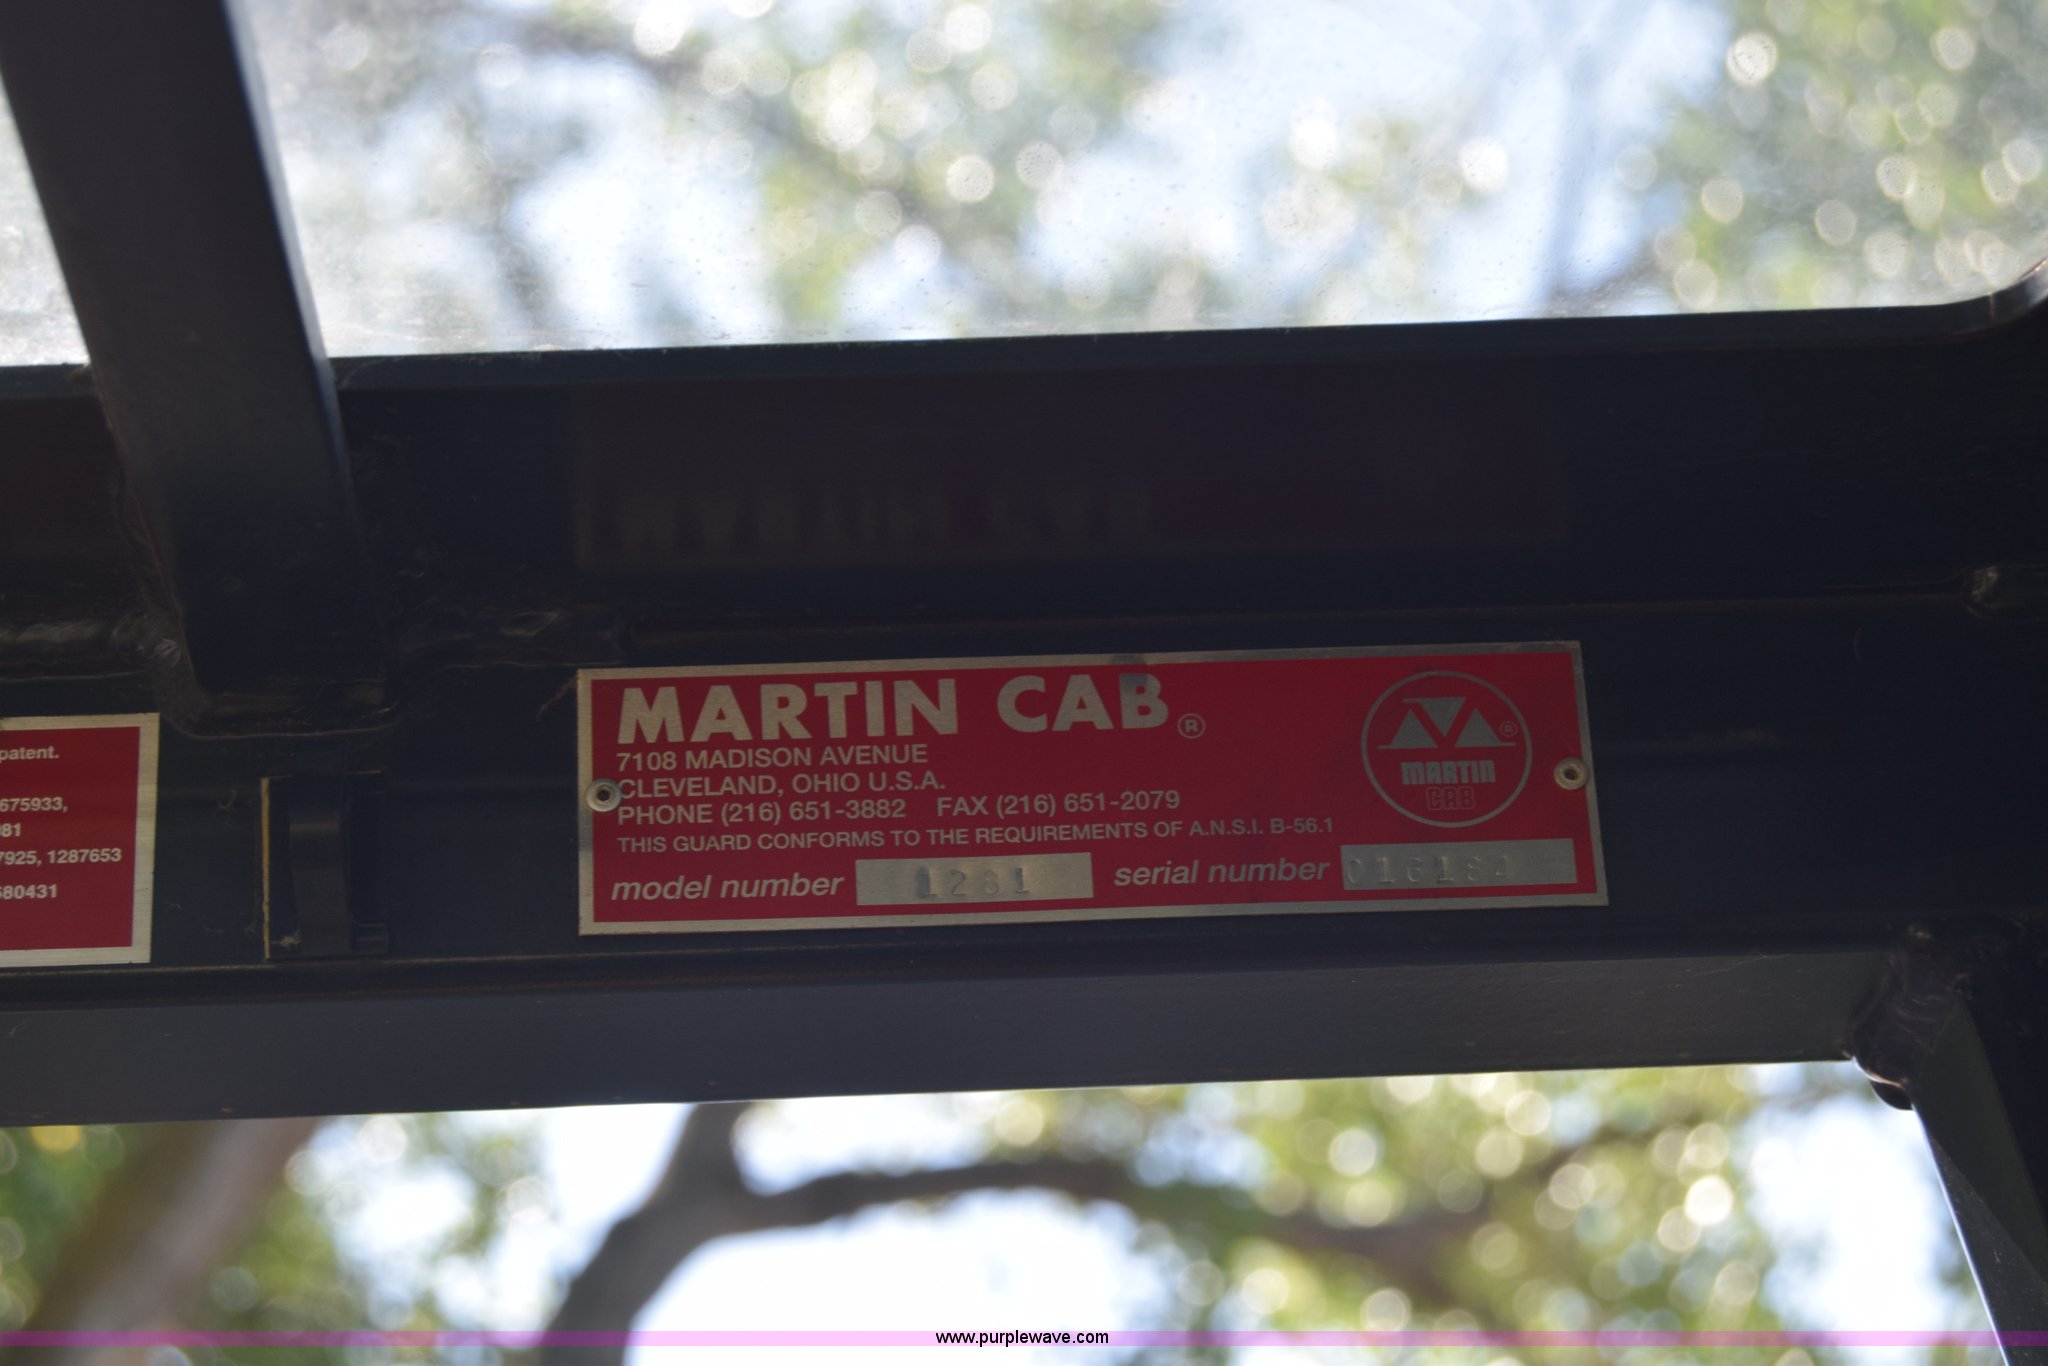 patent.
675933,
981
7925, 1287653
680431
MARTIN CAB®
7108 MADISON AVENUE
CLEVELAND, OHIO U.S.A.
PHONE (216) 651-3882 FAX (216) 651-2079
THIS GUARD CONFORMS TO THE REQUIREMENTS OF A.N.S.I. B-56.1
model number 1281 serial number 016184
®
MARTIN
CAB
www.purplewave.com